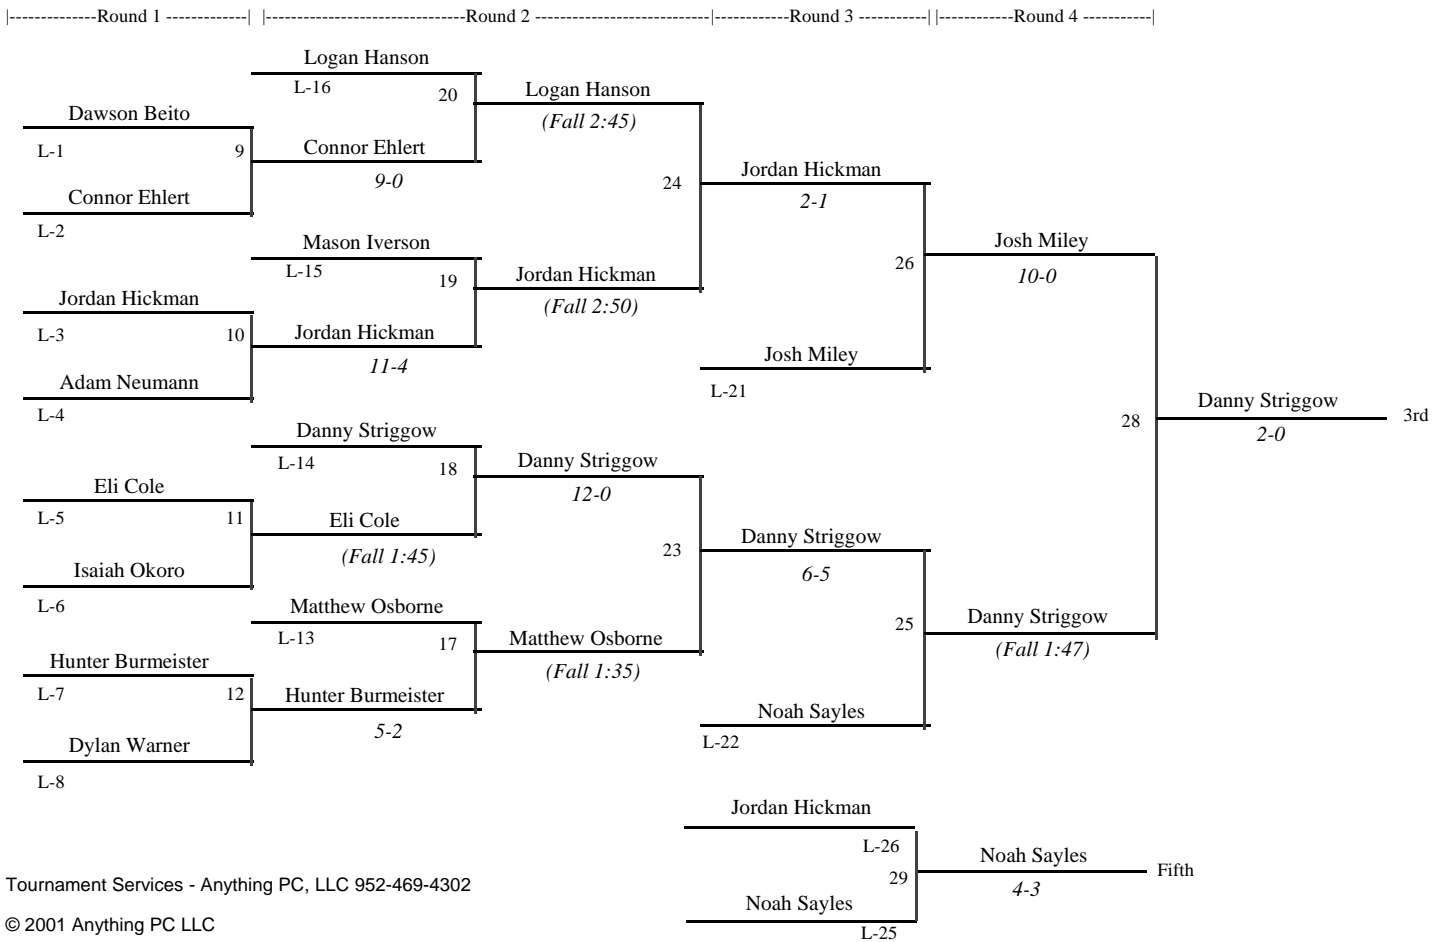 |--------------Round 1 -------------| |--------------------------------Round 2 ----------------------------|------------Round 3 -----------| |------------Round 4 -----------|
Logan Hanson
L-16
20
Logan Hanson
(Fall 2:45)
Dawson Beito
L-1
9
Connor Ehlert
9-0
Connor Ehlert
L-2
24
Jordan Hickman
2-1
Mason Iverson
L-15
19
Jordan Hickman
(Fall 2:50)
Jordan Hickman
L-3
10
Jordan Hickman
11-4
Adam Neumann
L-4
26
Josh Miley
10-0
Josh Miley
L-21
Danny Striggow
L-14
18
Danny Striggow
12-0
Eli Cole
L-5
11
Eli Cole
(Fall 1:45)
Isaiah Okoro
L-6
28
Danny Striggow
2-0
3rd
23
Danny Striggow
6-5
Matthew Osborne
L-13
17
Matthew Osborne
(Fall 1:35)
Hunter Burmeister
L-7
12
Hunter Burmeister
5-2
Dylan Warner
L-8
25
Danny Striggow
(Fall 1:47)
Noah Sayles
L-22
Jordan Hickman
L-26
29
Noah Sayles
4-3
Fifth
Noah Sayles
L-25
Tournament Services - Anything PC, LLC 952-469-4302
© 2001 Anything PC LLC